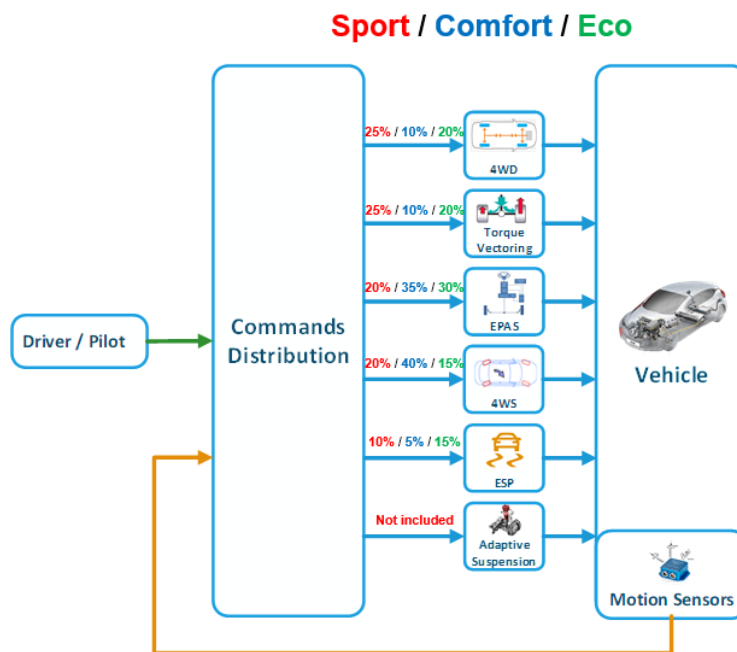 Sport / Comfort / Eco
25% / 10% / 20%
4WD
25% / 10% / 20%
Torque
Vectoring
20% / 35% / 30%
EPAS
Driver / Pilot
Commands
Distribution
Vehicle
20% / 40% / 15%
4WS
10% / 5% / 15%
ESP
Not included
Adaptive
Suspension
Motion Sensors